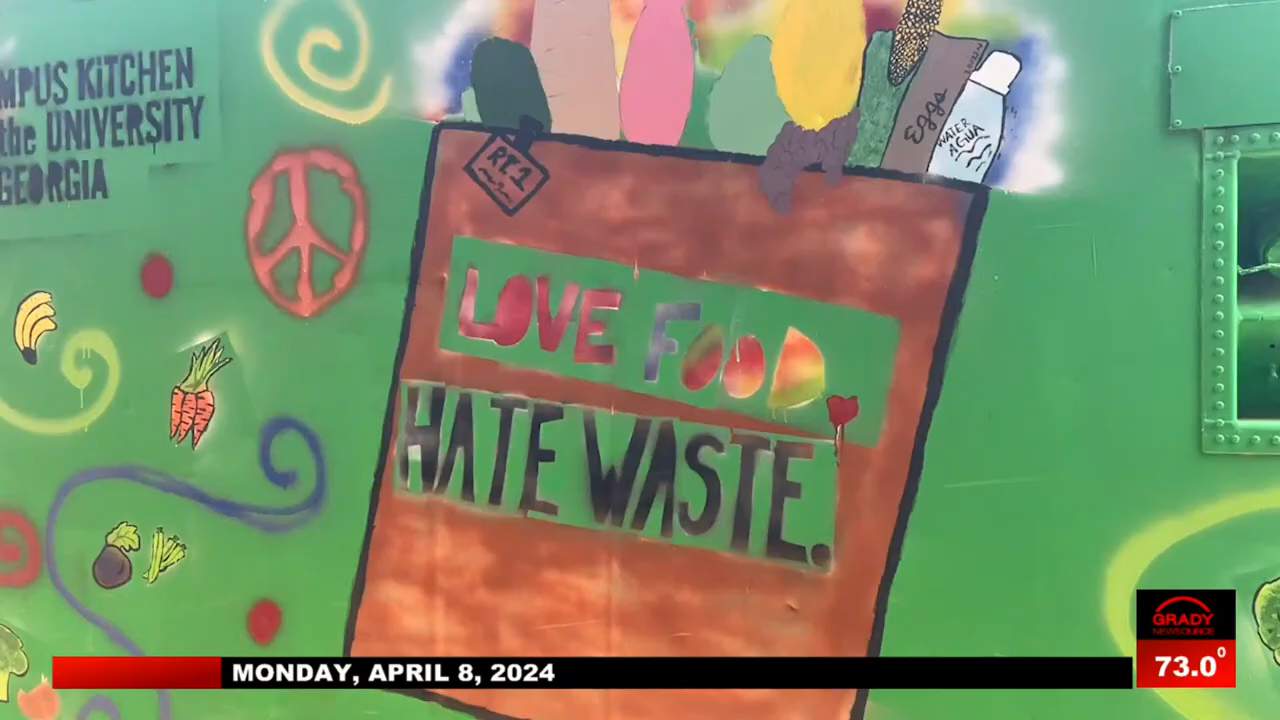 MPUS KiTCHEN
the UNIVERSITY
GEORGIA
Eggs
WATER
AGUA
LOVE FOOD
HATE WASTE.
GRADY
NEWSOURCE
73.0°
MONDAY, APRIL 8, 2024